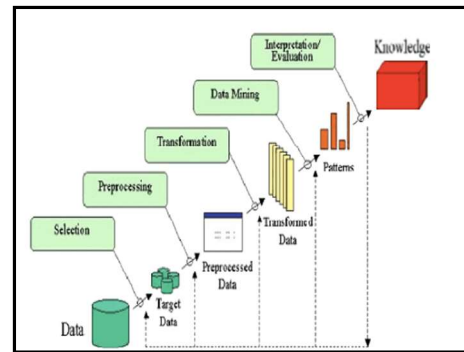 Interpretation/
Evaluation
Knowledge
Data Mining
Transformation
Patterns
Preprocessing
Transformed
Data
Selection
Preprocessed
Data
Target
Data
Data